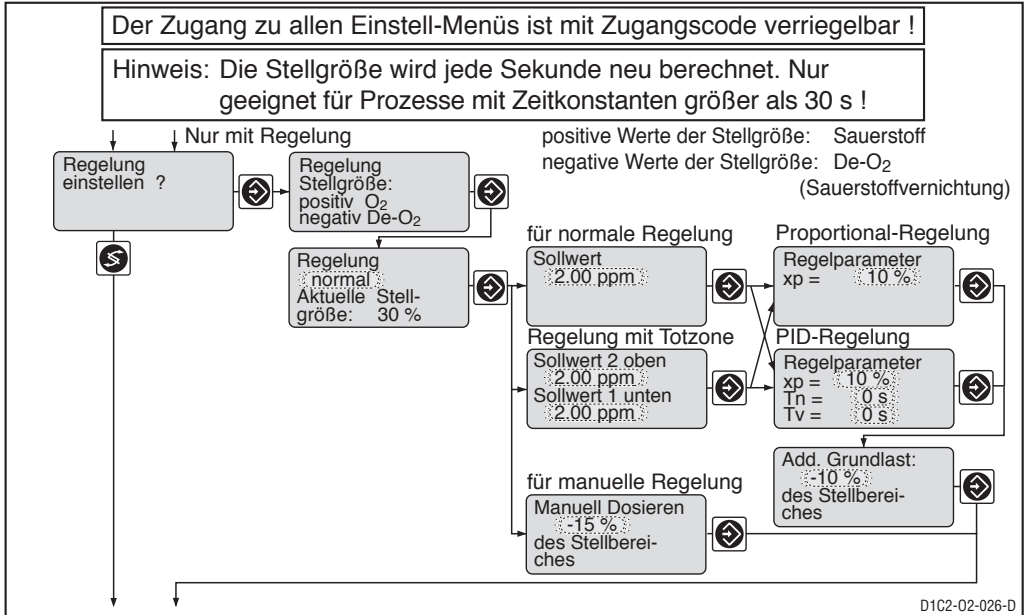 Der Zugang zu allen Einstell-Menüs ist mit Zugangscode verriegelbar !
Hinweis: Die Stellgröße wird jede Sekunde neu berechnet. Nur
geeignet für Prozesse mit Zeitkonstanten größer als 30 s !
Nur mit Regelung
positive Werte der Stellgröße: Sauerstoff
negative Werte der Stellgröße: De-O₂
(Sauerstoffvernichtung)
Regelung
einstellen ?
Regelung
Stellgröße:
positiv O₂
negativ De-O₂
Regelung
normal
Aktuelle Stell-
größe: 30 %
für normale Regelung
Sollwert
2.00 ppm
Regelung mit Totzone
Sollwert 2 oben
2.00 ppm
Sollwert 1 unten
2.00 ppm
für manuelle Regelung
Manuell Dosieren
-15 %
des Stellberei-
ches
Proportional-Regelung
Regelparameter
xp = 10 %
PID-Regelung
Regelparameter
xp = 10 %
Tn = 0 s
Tv = 0 s
Add. Grundlast:
-10 %
des Stellberei-
ches
D1C2-O2-026-D